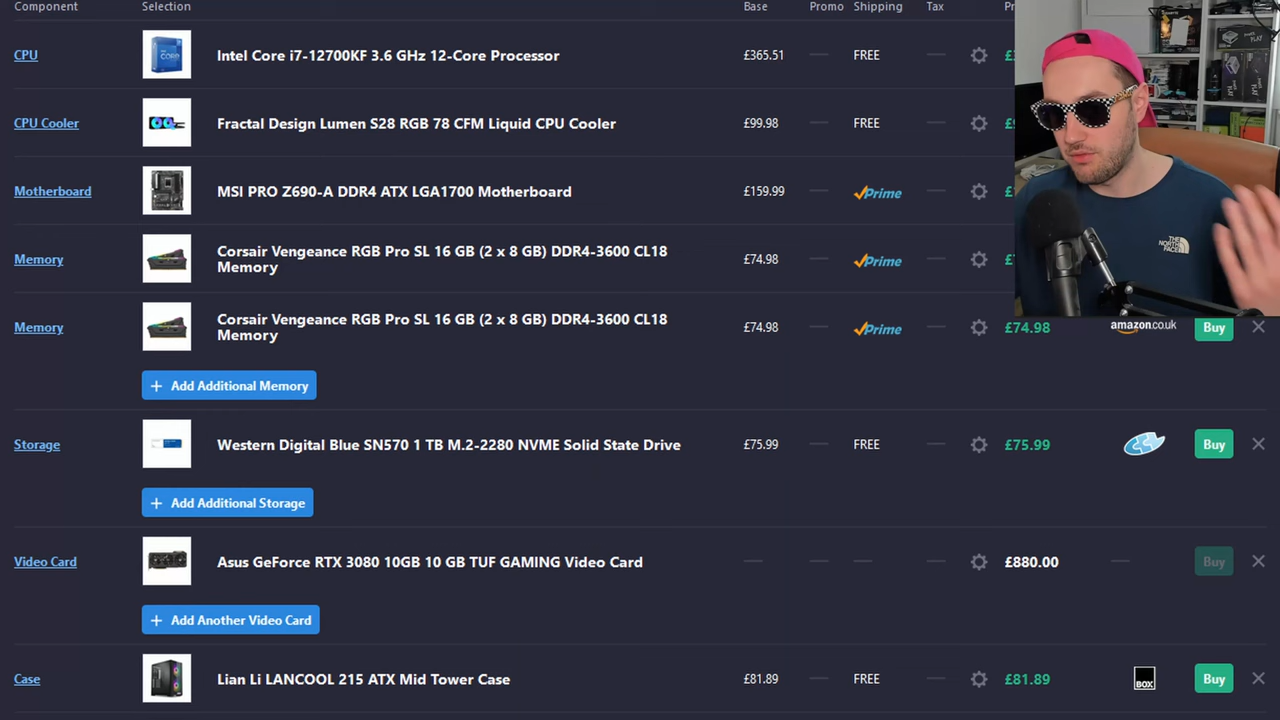 Component Selection Base Promo Shipping Tax
CPU Intel Core i7-12700KF 3.6 GHz 12-Core Processor £365.51 — FREE —
CPU Cooler Fractal Design Lumen S28 RGB 78 CFM Liquid CPU Cooler £99.98 — FREE —
Motherboard MSI PRO Z690-A DDR4 ATX LGA1700 Motherboard £159.99 — Prime —
Memory Corsair Vengeance RGB Pro SL 16 GB (2 x 8 GB) DDR4-3600 CL18
Memory £74.98 — Prime —
Memory Corsair Vengeance RGB Pro SL 16 GB (2 x 8 GB) DDR4-3600 CL18
Memory £74.98 — Prime — £74.98 amazon.co.uk Buy
+ Add Additional Memory
Storage Western Digital Blue SN570 1 TB M.2-2280 NVME Solid State Drive £75.99 — FREE — £75.99 Buy
+ Add Additional Storage
Video Card Asus GeForce RTX 3080 10GB 10 GB TUF GAMING Video Card — — — — £880.00 — Buy
+ Add Another Video Card
Case Lian Li LANCOOL 215 ATX Mid Tower Case £81.89 — FREE — £81.89 BOX Buy
THE
NORTH
FACE